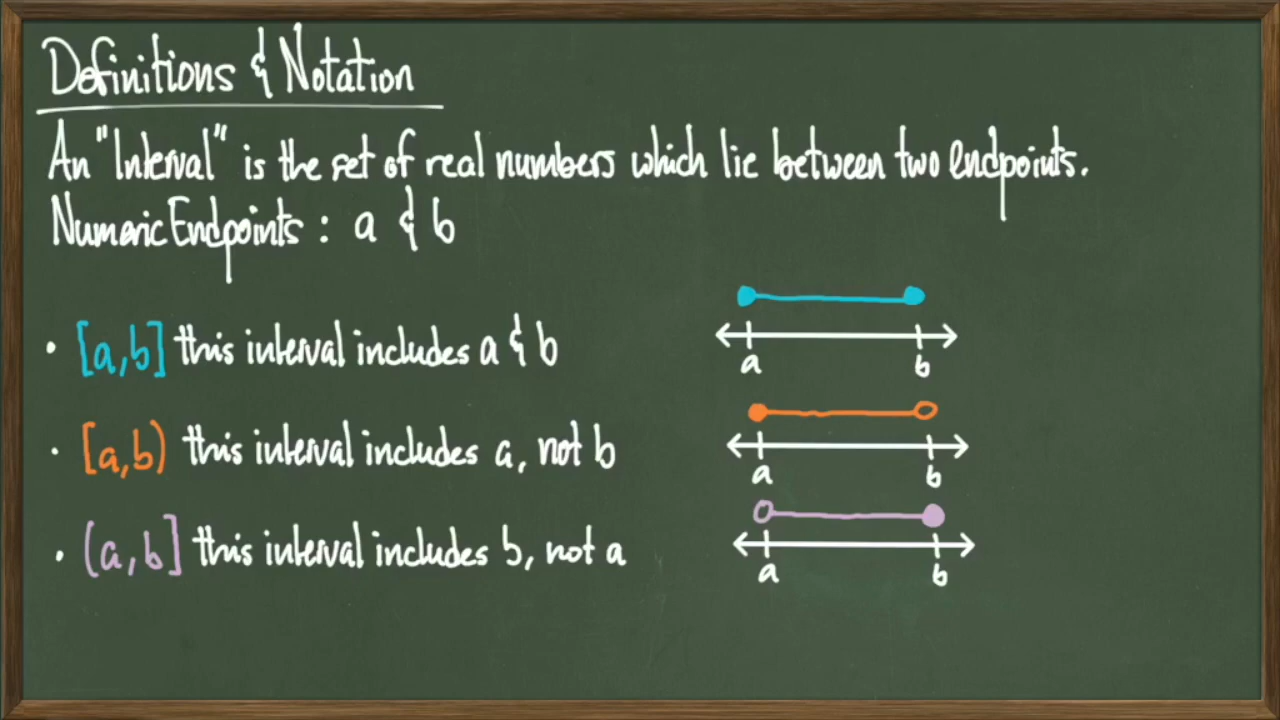 Definitions & Notation
An "Interval" is the set of real numbers which lie between two endpoints.
Numeric Endpoints : a & b
• [a,b] this interval includes a & b
a b
• [a,b) this interval includes a, not b
a b
• (a,b] this interval includes b, not a
a b